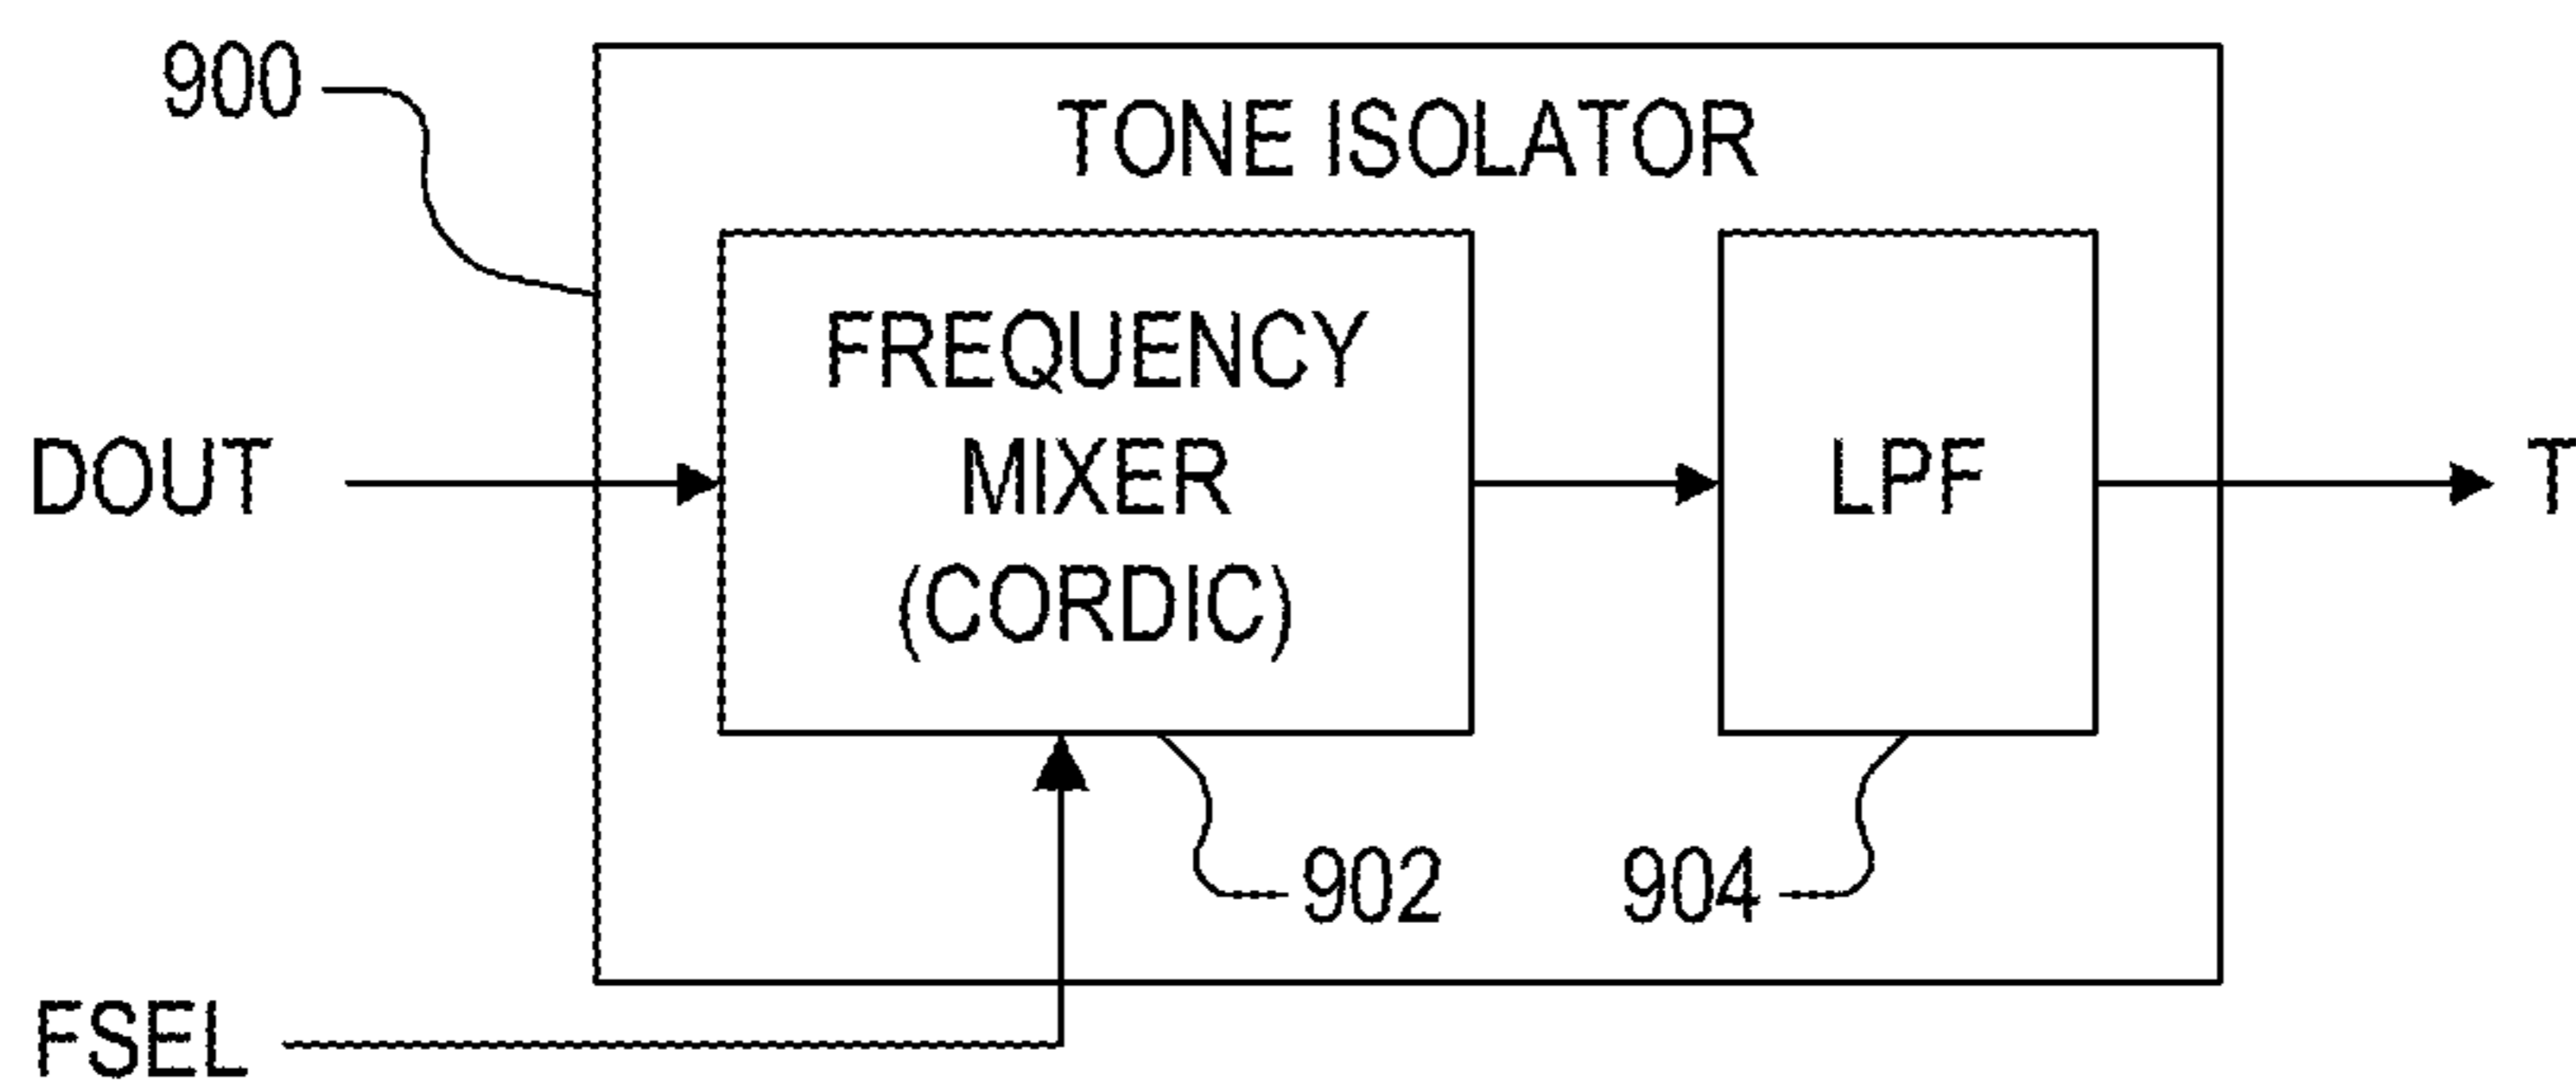 900
TONE ISOLATOR
FREQUENCY
MIXER
(CORDIC)
LPF
DOUT
T
902
904
FSEL